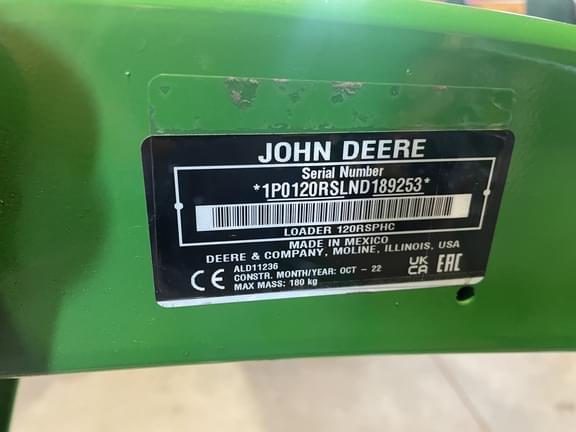 JOHN DEERE
Serial Number
*1P0120RSLND189253*
LOADER 120RSPHC
MADE IN MEXICO
DEERE & COMPANY, MOLINE, ILLINOIS, USA
ALD11236
CONSTR. MONTH/YEAR: OCT - 22
MAX MASS: 180 kg
CE
UK
CA
EAC